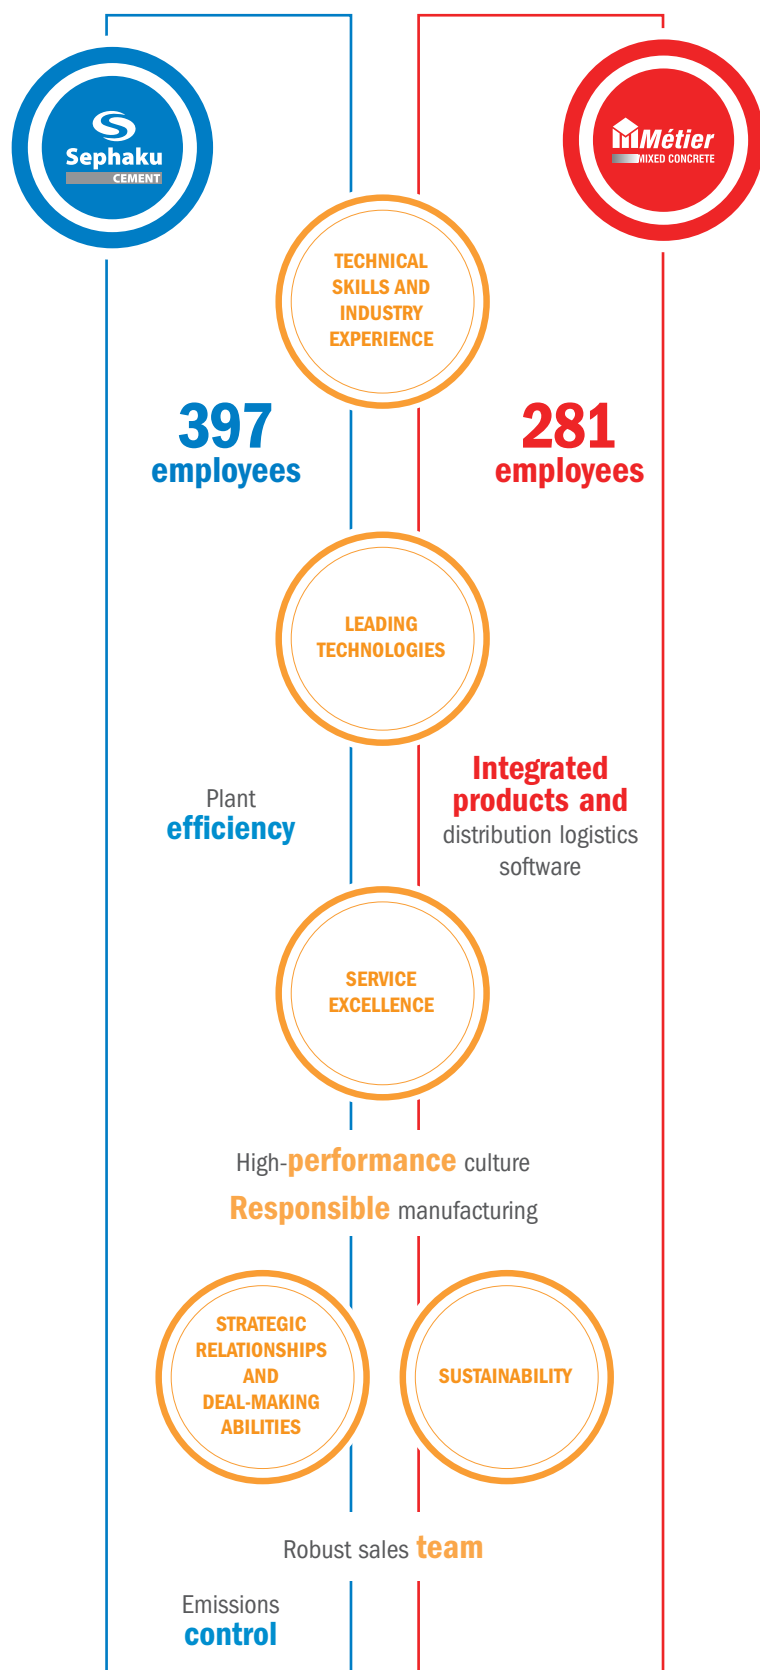 Sephaku
CEMENT
Métier
MIXED CONCRETE
TECHNICAL
SKILLS AND
INDUSTRY
EXPERIENCE
397
employees
281
employees
LEADING
TECHNOLOGIES
Plant
efficiency
Integrated
products and
distribution logistics
software
SERVICE
EXCELLENCE
High-performance culture
Responsible manufacturing
STRATEGIC
RELATIONSHIPS
AND
DEAL-MAKING
ABILITIES
SUSTAINABILITY
Robust sales team
Emissions
control